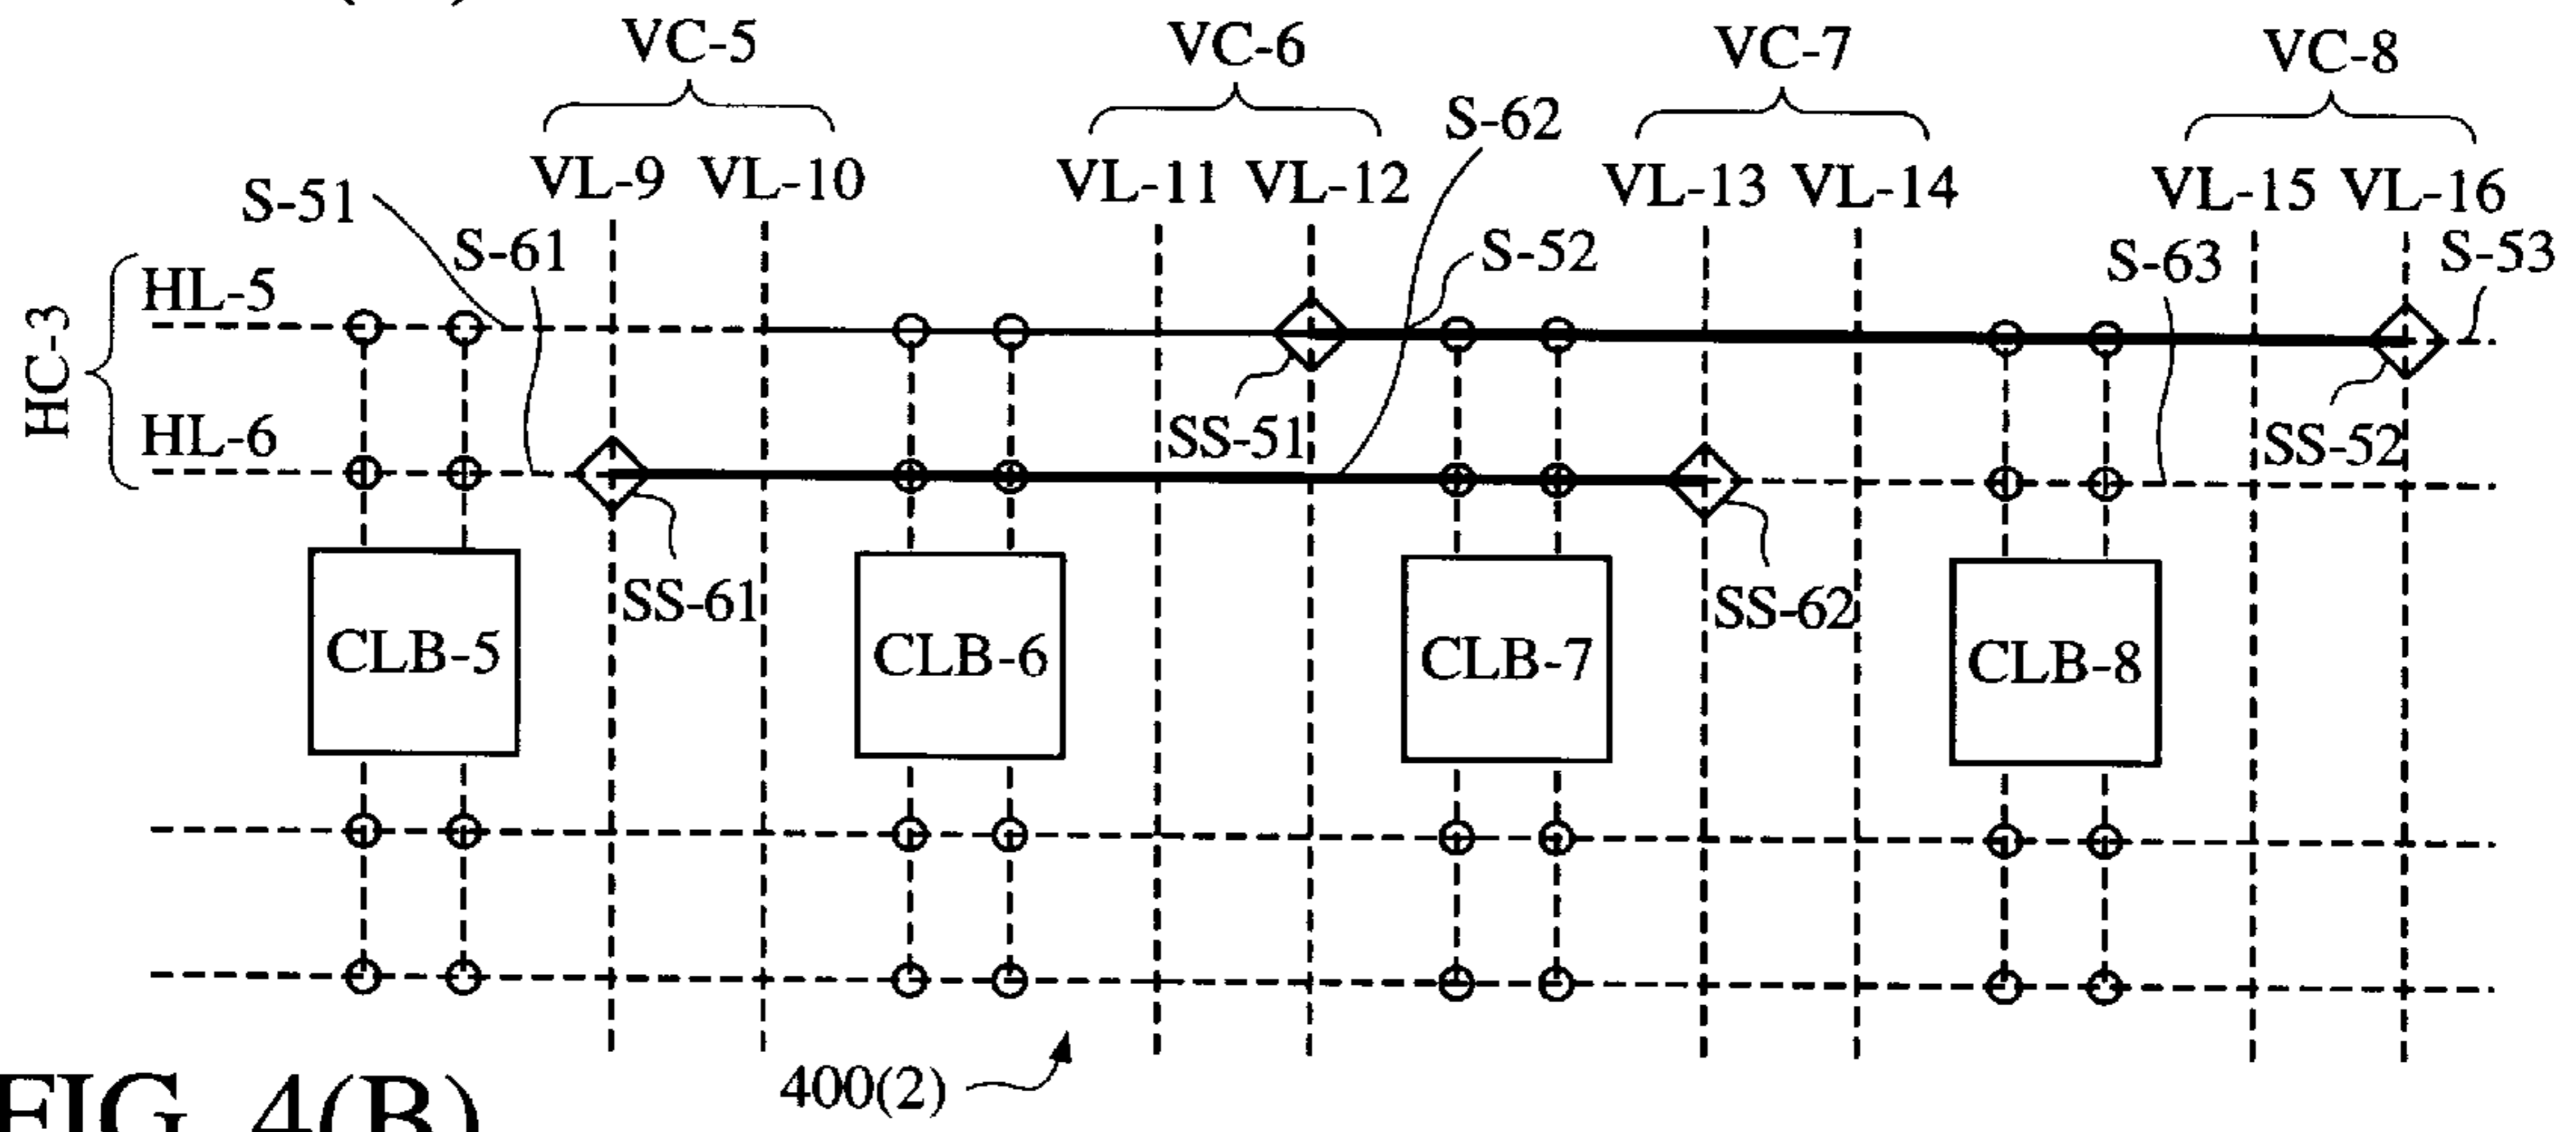 VC-5 VC-6 VC-7 VC-8
VL-9 VL-10 VL-11 VL-12 S-62 VL-13 VL-14 VL-15 VL-16
S-51 S-61 S-52 S-63 S-53
HC-3
HL-5
HL-6
SS-51 SS-52
SS-61 SS-62
CLB-5 CLB-6 CLB-7 CLB-8
400(2)
FIG. 4(B)